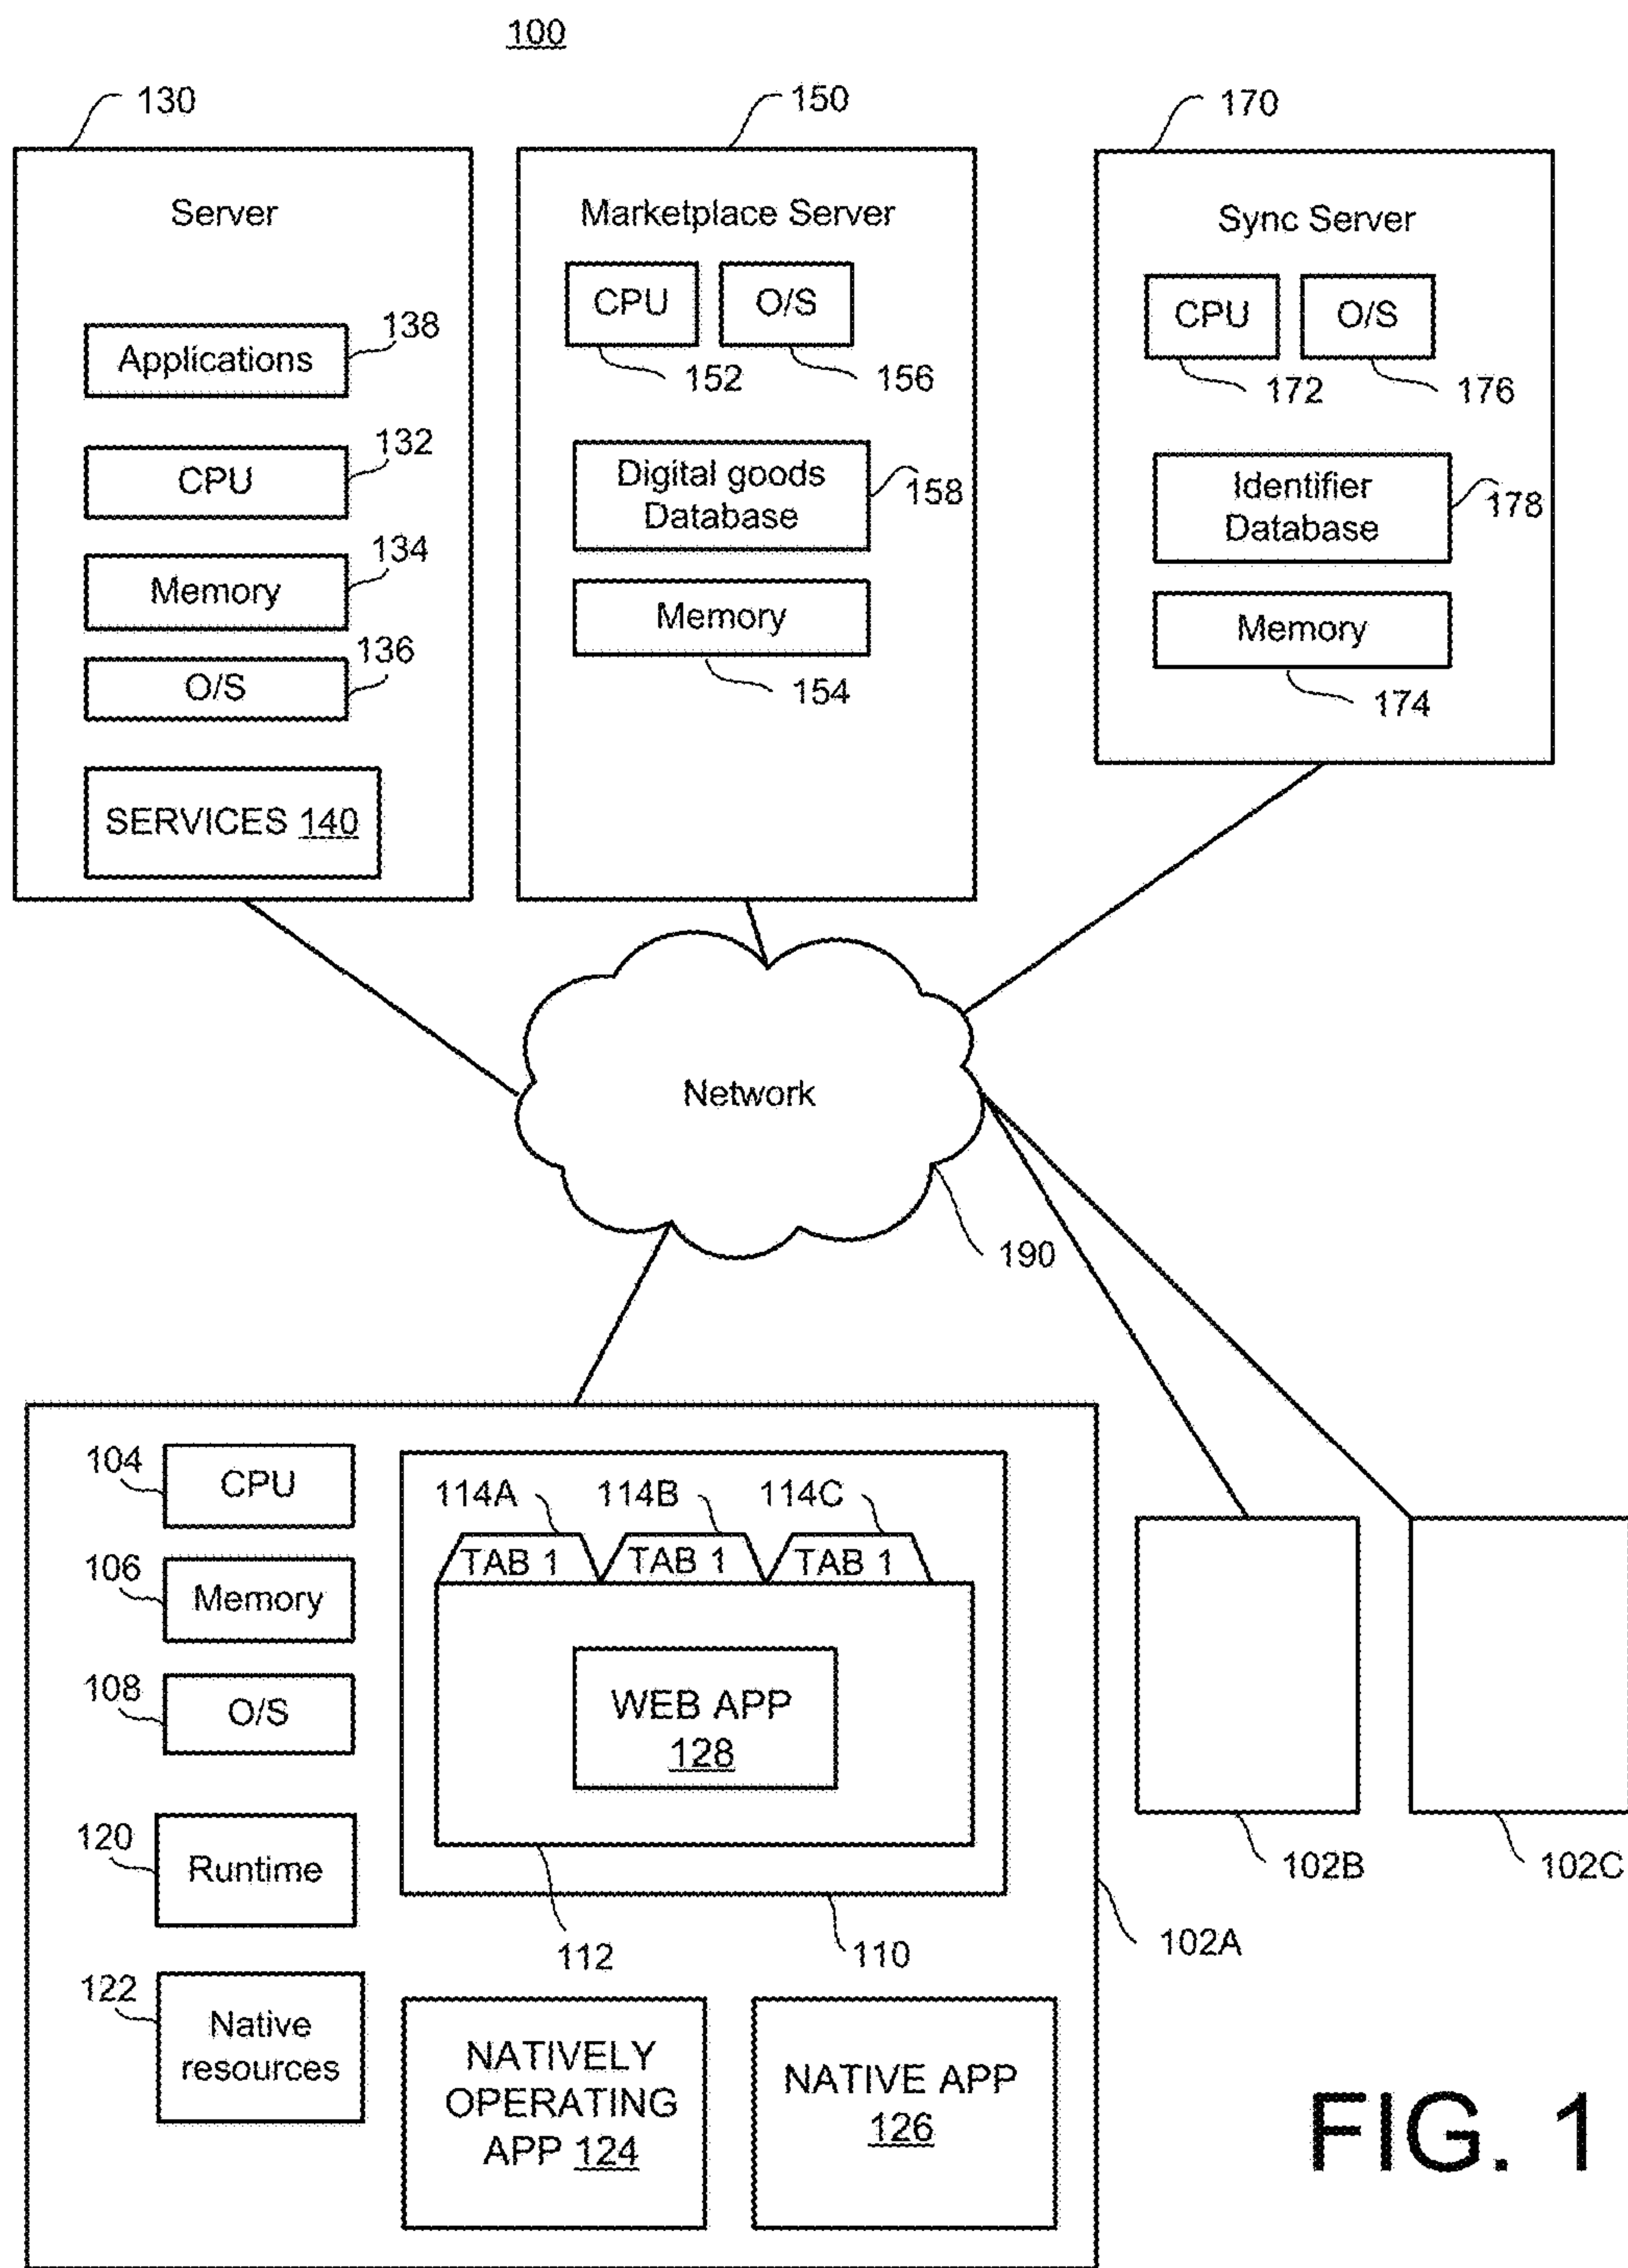 100
130
Server
Applications
138
CPU
132
Memory
134
O/S
136
SERVICES 140
150
Marketplace Server
CPU
O/S
152
156
Digital goods
Database
158
Memory
154
170
Sync Server
CPU
O/S
172
176
Identifier
Database
178
Memory
174
Network
190
104
CPU
106
Memory
108
O/S
120
Runtime
122
Native
resources
114A
114B
114C
TAB 1
TAB 1
TAB 1
WEB APP
128
112
110
102A
NATIVELY
OPERATING
APP 124
NATIVE APP
126
102B
102C
FIG. 1